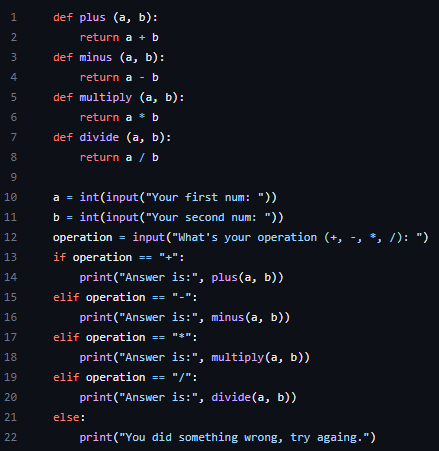 1 def plus (a, b):
2     return a + b
3 def minus (a, b):
4     return a - b
5 def multiply (a, b):
6     return a * b
7 def divide (a, b):
8     return a / b
9
10 a = int(input("Your first num: "))
11 b = int(input("Your second num: "))
12 operation = input("What's your operation (+, -, *, /): ")
13 if operation == "+":
14     print("Answer is:", plus(a, b))
15 elif operation == "-":
16     print("Answer is:", minus(a, b))
17 elif operation == "*":
18     print("Answer is:", multiply(a, b))
19 elif operation == "/":
20     print("Answer is:", divide(a, b))
21 else:
22     print("You did something wrong, try againg.")